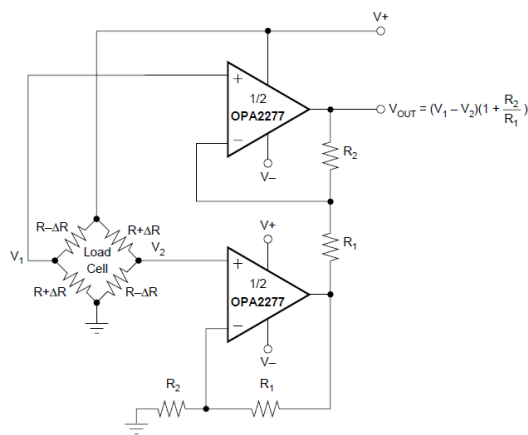 V+
+
1/2
OPA2277
−
V−
V_OUT = (V_1 – V_2)(1 + R_2/R_1)
R_2
R_1
R–ΔR
R+ΔR
V_1
Load
Cell
V_2
R+ΔR
R–ΔR
V+
+
1/2
OPA2277
−
V−
R_2
R_1